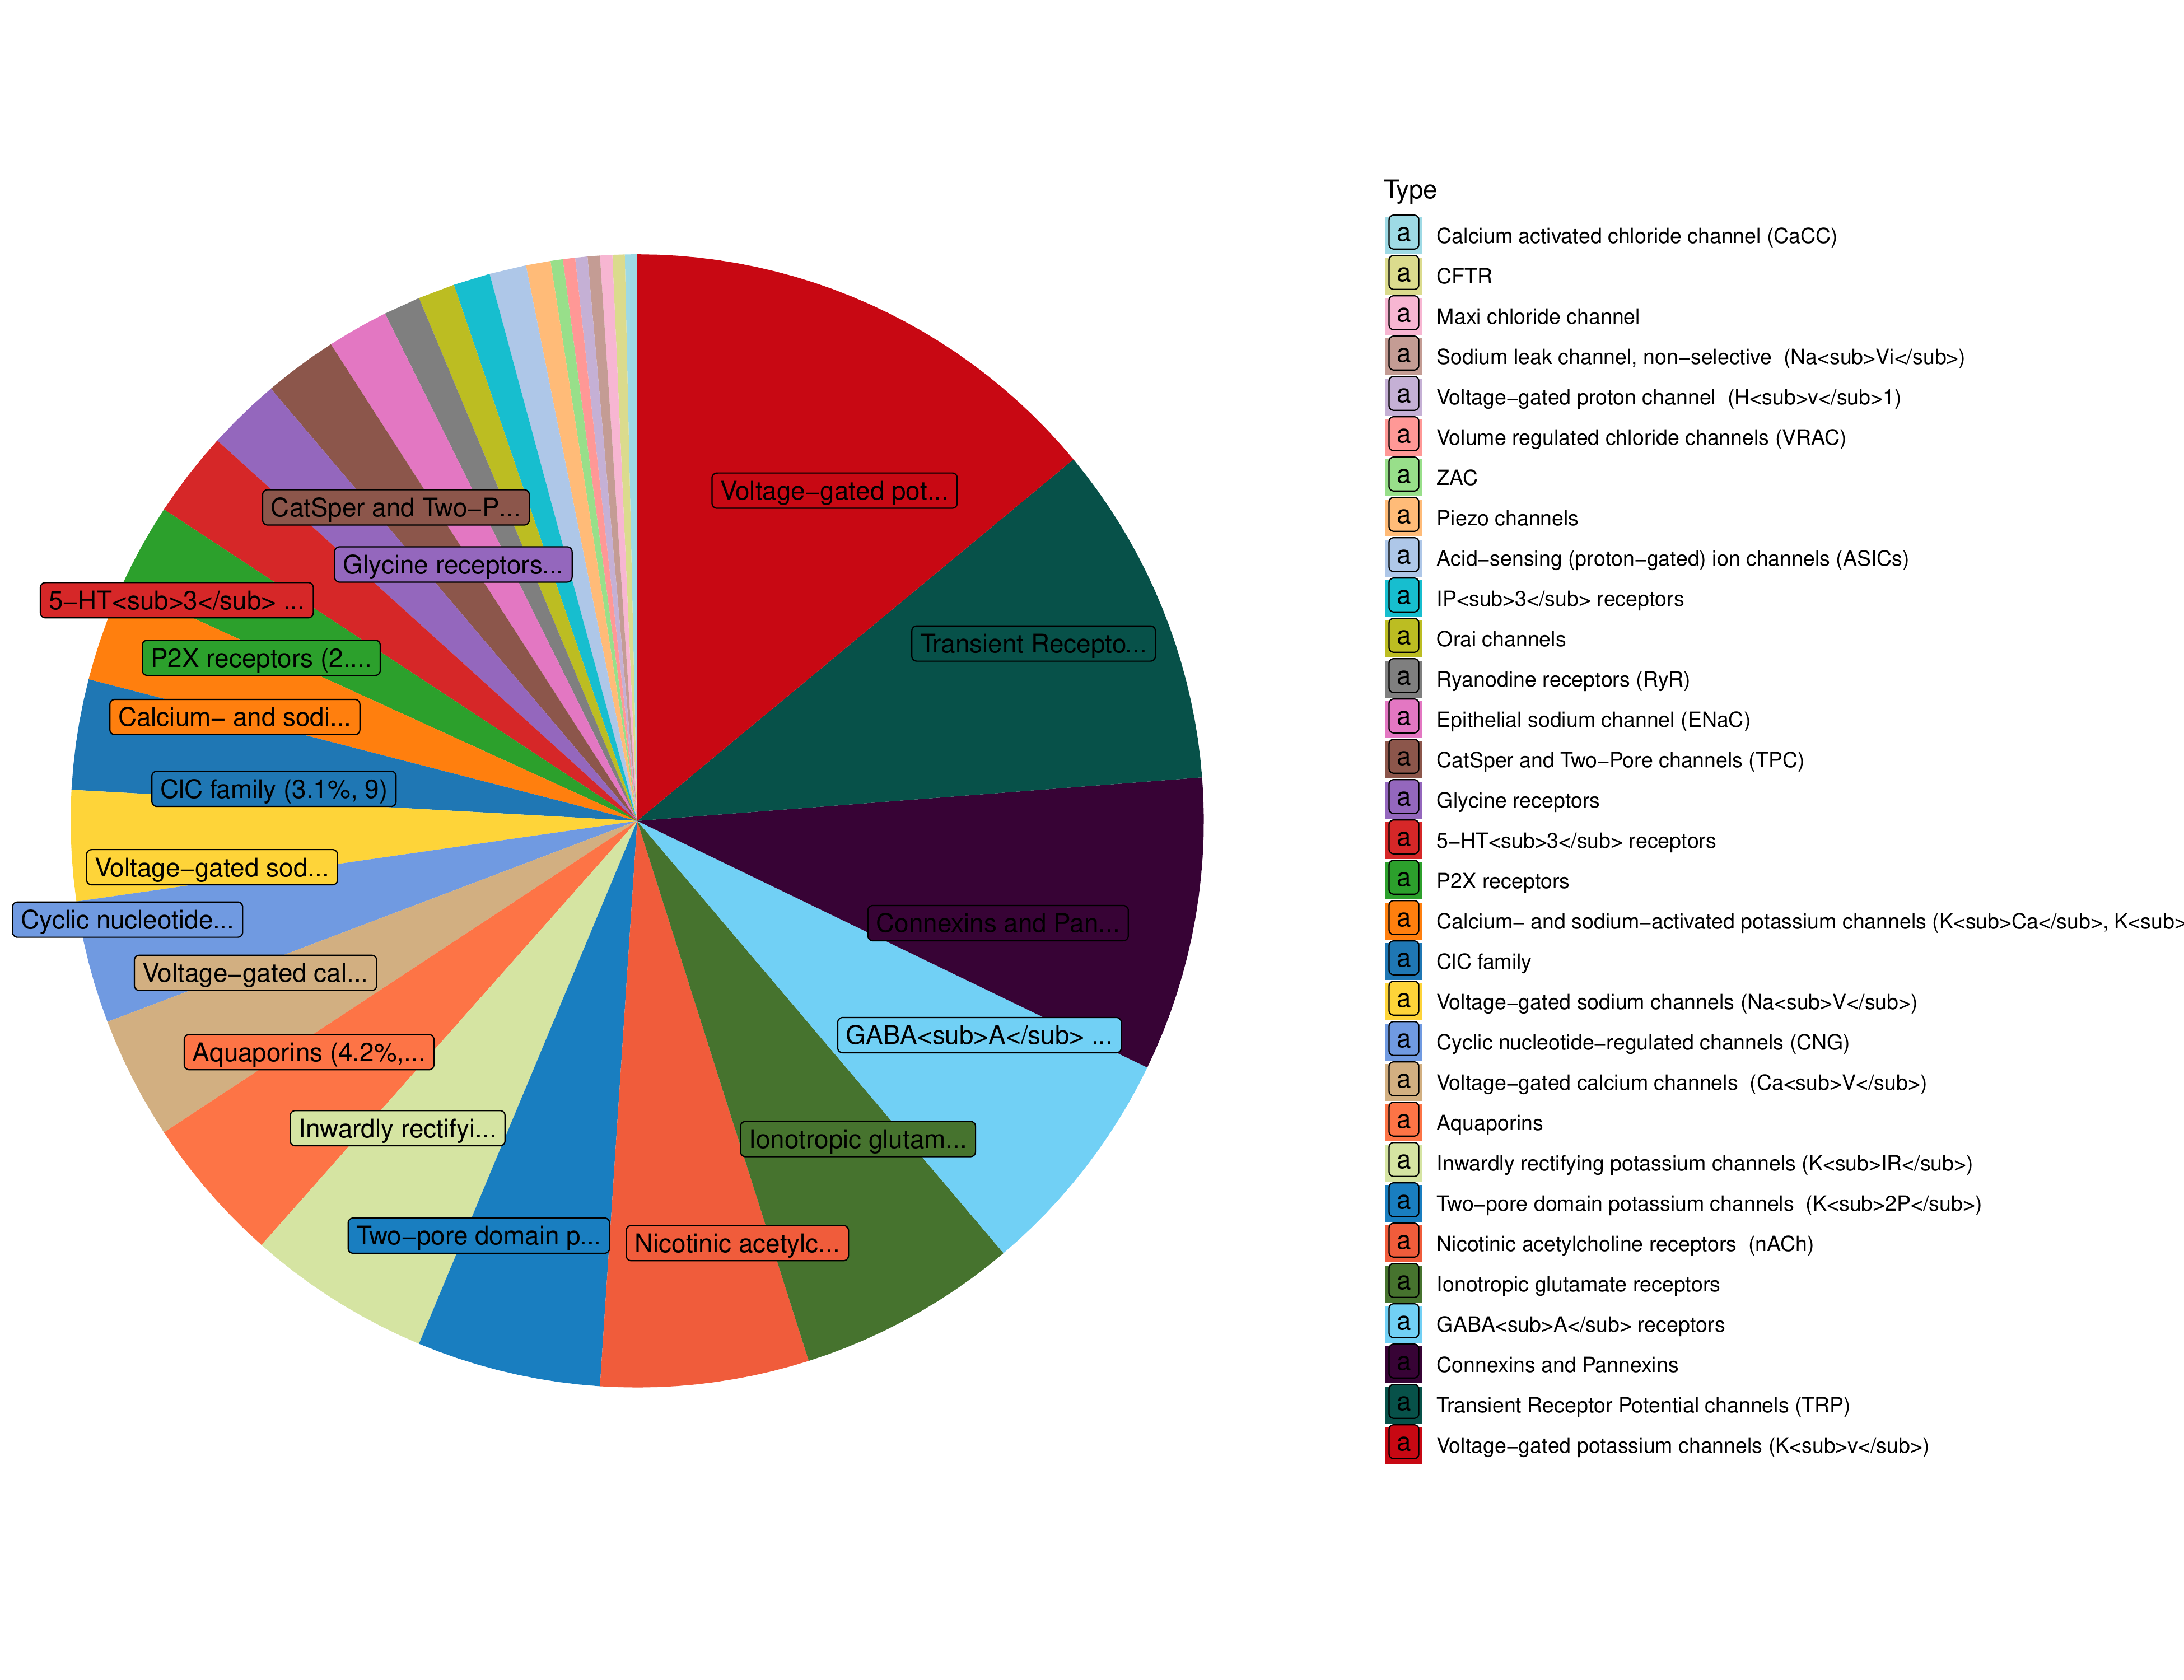 Voltage−gated pot...
CatSper and Two−P...
Glycine receptors...
5−HT<sub>3</sub> ...
Transient Recepto...
P2X receptors (2....
Calcium− and sodi...
ClC family (3.1%, 9)
Voltage−gated sod...
Cyclic nucleotide...
Connexins and Pan...
Voltage−gated cal...
GABA<sub>A</sub> ...
Aquaporins (4.2%,...
Inwardly rectifyi...
Ionotropic glutam...
Two−pore domain p...
Nicotinic acetylc...
Type
a Calcium activated chloride channel (CaCC)
a CFTR
a Maxi chloride channel
a Sodium leak channel, non−selective (Na<sub>Vi</sub>)
a Voltage−gated proton channel (H<sub>v</sub>1)
a Volume regulated chloride channels (VRAC)
a ZAC
a Piezo channels
a Acid−sensing (proton−gated) ion channels (ASICs)
a IP<sub>3</sub> receptors
a Orai channels
a Ryanodine receptors (RyR)
a Epithelial sodium channel (ENaC)
a CatSper and Two−Pore channels (TPC)
a Glycine receptors
a 5−HT<sub>3</sub> receptors
a P2X receptors
a Calcium− and sodium−activated potassium channels (K<sub>Ca</sub>, K<sub>
a ClC family
a Voltage−gated sodium channels (Na<sub>V</sub>)
a Cyclic nucleotide−regulated channels (CNG)
a Voltage−gated calcium channels (Ca<sub>V</sub>)
a Aquaporins
a Inwardly rectifying potassium channels (K<sub>IR</sub>)
a Two−pore domain potassium channels (K<sub>2P</sub>)
a Nicotinic acetylcholine receptors (nACh)
a Ionotropic glutamate receptors
a GABA<sub>A</sub> receptors
a Connexins and Pannexins
a Transient Receptor Potential channels (TRP)
a Voltage−gated potassium channels (K<sub>v</sub>)